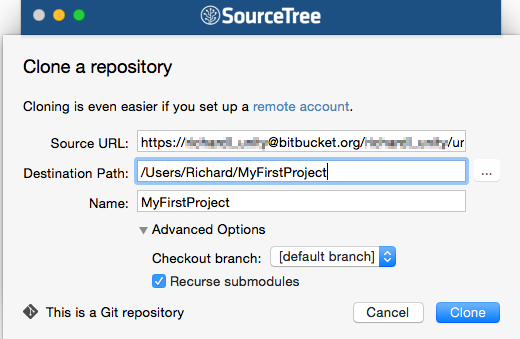 SourceTree
Clone a repository
Cloning is even easier if you set up a remote account.
Source URL: https://@bitbucket.org//ur
Destination Path: /Users/Richard/MyFirstProject ...
Name: MyFirstProject
Advanced Options
Checkout branch: [default branch]
Recurse submodules
This is a Git repository Cancel Clone